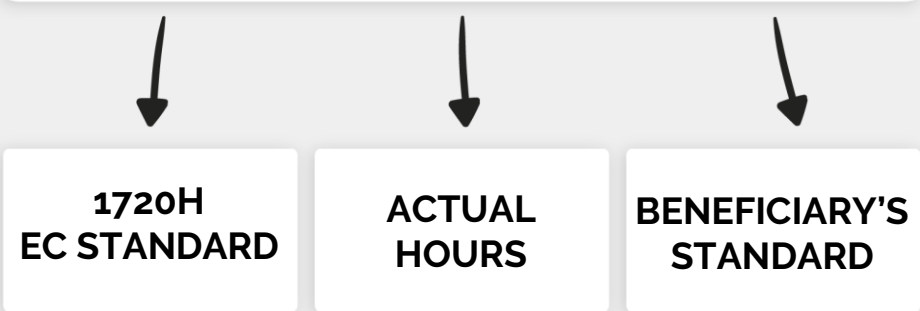 1720H
EC STANDARD
ACTUAL
HOURS
BENEFICIARY’S
STANDARD